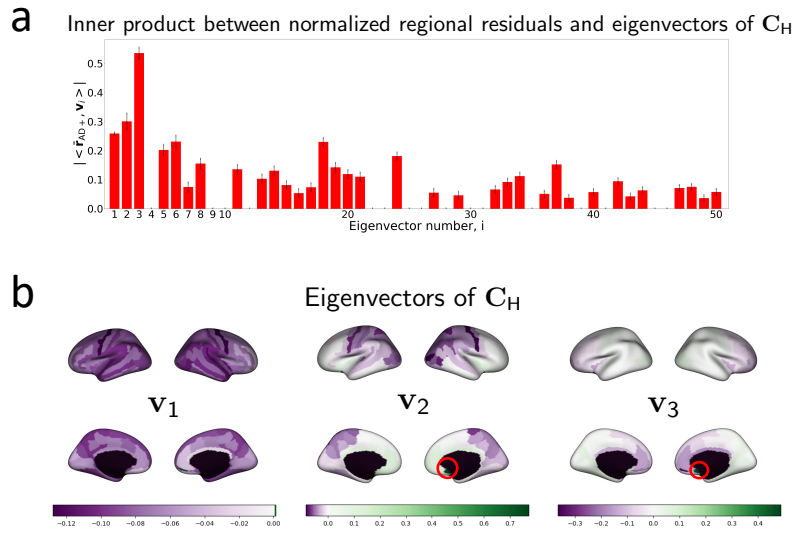 a
Inner product between normalized regional residuals and eigenvectors of C_H
| < r̃_AD+, v_i > |
0.5
0.4
0.3
0.2
0.1
0.0
1 2 3 4 5 6 7 8 9 10 20 30 40 50
Eigenvector number, i
b
Eigenvectors of C_H
v_1 v_2 v_3
−0.12 −0.10 −0.08 −0.06 −0.04 −0.02 0.00
0.0 0.1 0.2 0.3 0.4 0.5 0.6 0.7
−0.3 −0.2 −0.1 0.0 0.1 0.2 0.3 0.4